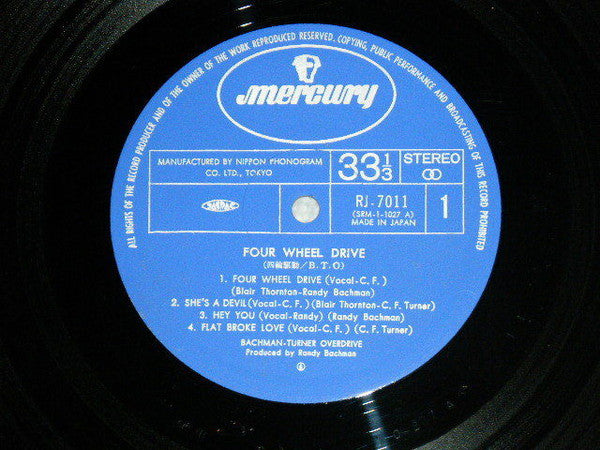 ALL RIGHTS OF THE RECORD PRODUCER AND OF THE OWNER OF THE WORK REPRODUCED RESERVED. COPYING, PUBLIC PERFORMANCE AND BROADCASTING OF THIS RECORD PROHIBITED
mercury
MANUFACTURED BY NIPPON PHONOGRAM
CO. LTD., TOKYO
33 1/3
STEREO
RJ-7011
(SRM-1-1027 A)
MADE IN JAPAN
1
FOUR WHEEL DRIVE
(四輪駆動/B.T.O)
1. FOUR WHEEL DRIVE (Vocal-C. F.)
(Blair Thornton-Randy Bachman)
2. SHE'S A DEVIL (Vocal-C. F.) (Blair Thornton-C. F. Turner)
3. HEY YOU (Vocal-Randy) (Randy Bachman)
4. FLAT BROKE LOVE (Vocal-C. F.) (C. F. Turner)
BACHMAN-TURNER OVERDRIVE
Produced by Randy Bachman